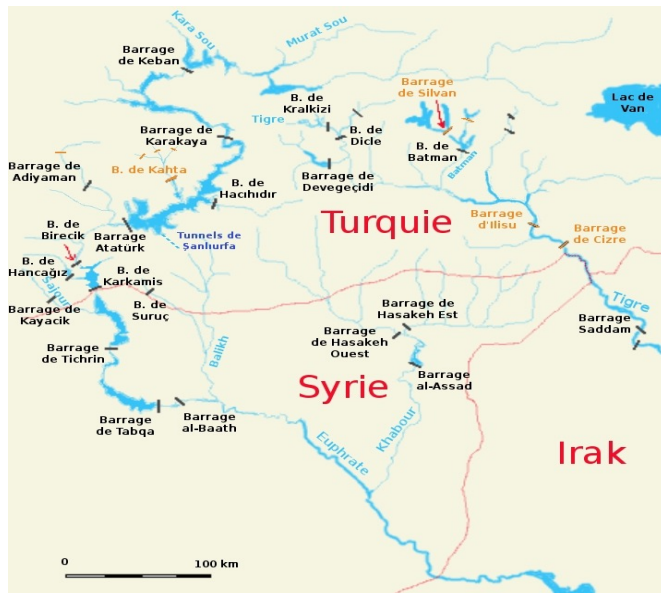 Kara Sou
Murat Sou
Barrage
de Keban
Barrage
de Silvan
Lac de
Van
B. de
Kralkizi
Tigre
Barrage de
Karakaya
B. de
Dicle
B. de
Batman
Batman
Barrage de
Adiyaman
B. de Kahta
Barrage de
Devegeçidi
B. de
Hacıhıdır
Turquie
B. de
Birecik
Barrage
Atatürk
Tunnels de
Şanlıurfa
Barrage
d'Ilisu
Barrage
de Cizre
B. de
Hancağız
Sajour
B. de
Karkamis
Barrage de
Kayacik
B. de
Suruç
Barrage de
Hasakeh Est
Tigre
Barrage
Saddam
Barrage
de Hasakeh
Ouest
Barrage
de Tichrin
Balikh
Syrie
Barrage
al-Assad
Barrage
de Tabqa
Barrage
al-Baath
Khabour
Euphrate
Irak
0
100 km